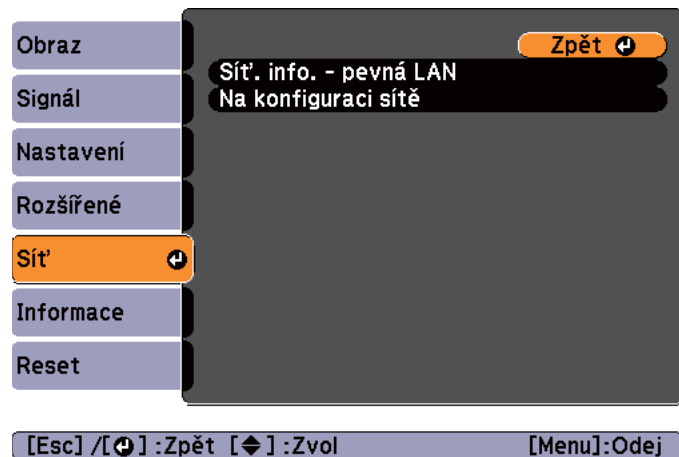 Obraz
Signál
Nastavení
Rozšířené
Síť
Informace
Reset
Zpět
Síť. info. - pevná LAN
Na konfiguraci sítě
[Esc] /[ ] :Zpět [ ] :Zvol [Menu]:Odej